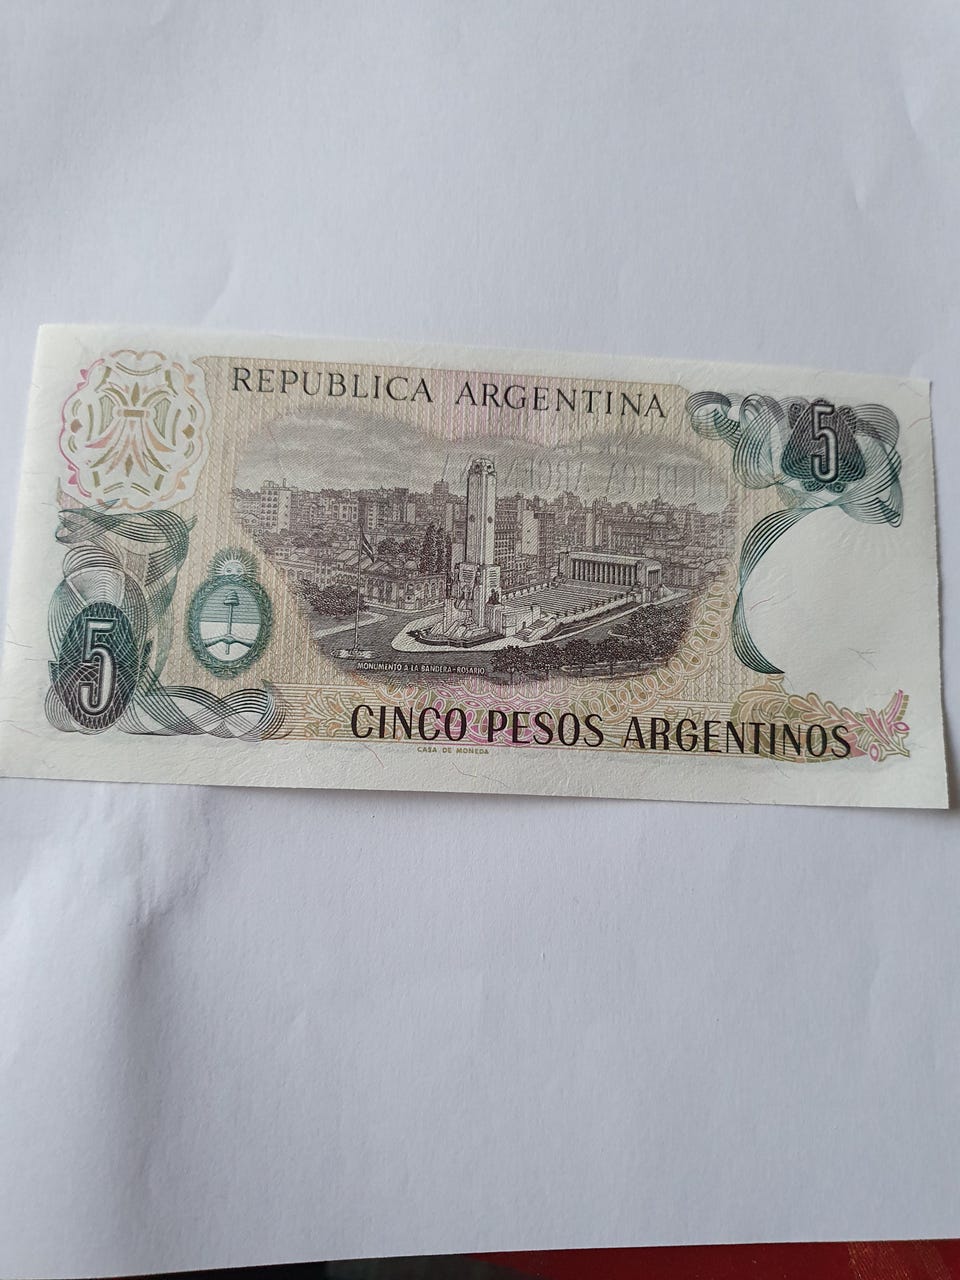 REPUBLICA ARGENTINA
5
5
MONUMENTO A LA BANDERA-ROSARIO
CINCO PESOS ARGENTINOS
CASA DE MONEDA